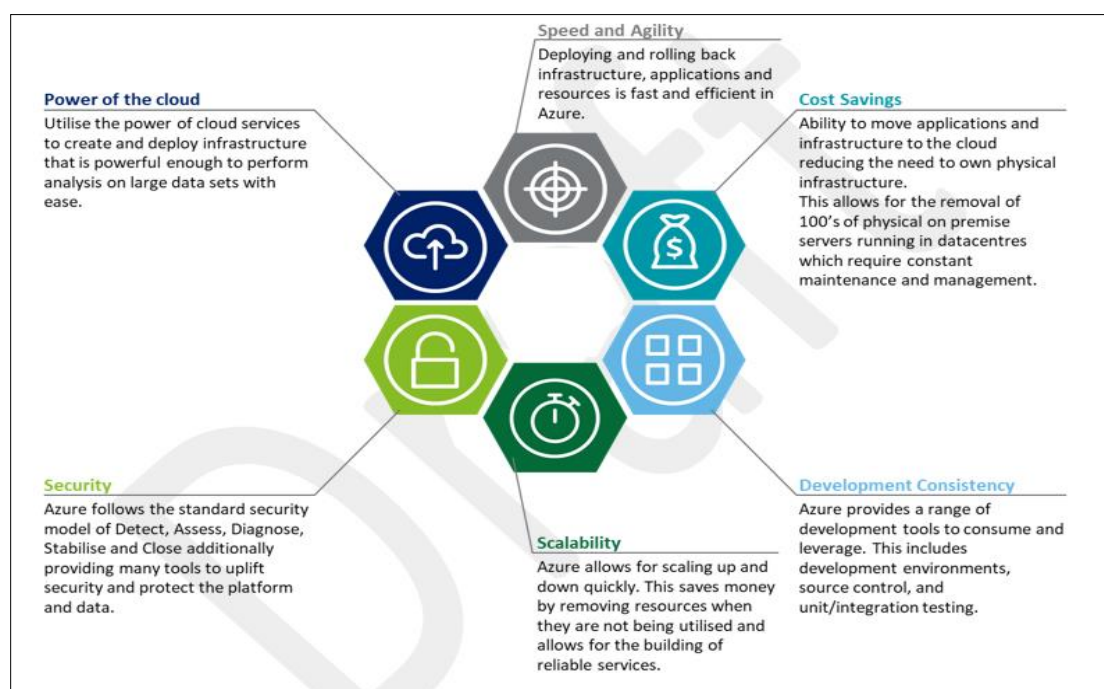 Speed and Agility
Deploying and rolling back
infrastructure, applications and
resources is fast and efficient in
Azure.
Power of the cloud
Utilise the power of cloud services
to create and deploy infrastructure
that is powerful enough to perform
analysis on large data sets with
ease.
Cost Savings
Ability to move applications and
infrastructure to the cloud
reducing the need to own physical
infrastructure.
This allows for the removal of
100's of physical on premise
servers running in datacentres
which require constant
maintenance and management.
$
Security
Azure follows the standard security
model of Detect, Assess, Diagnose,
Stabilise and Close additionally
providing many tools to uplift
security and protect the platform
and data.
Scalability
Azure allows for scaling up and
down quickly. This saves money
by removing resources when
they are not being utilised and
allows for the building of
reliable services.
Development Consistency
Azure provides a range of
development tools to consume and
leverage. This includes
development environments,
source control, and
unit/integration testing.
Draft